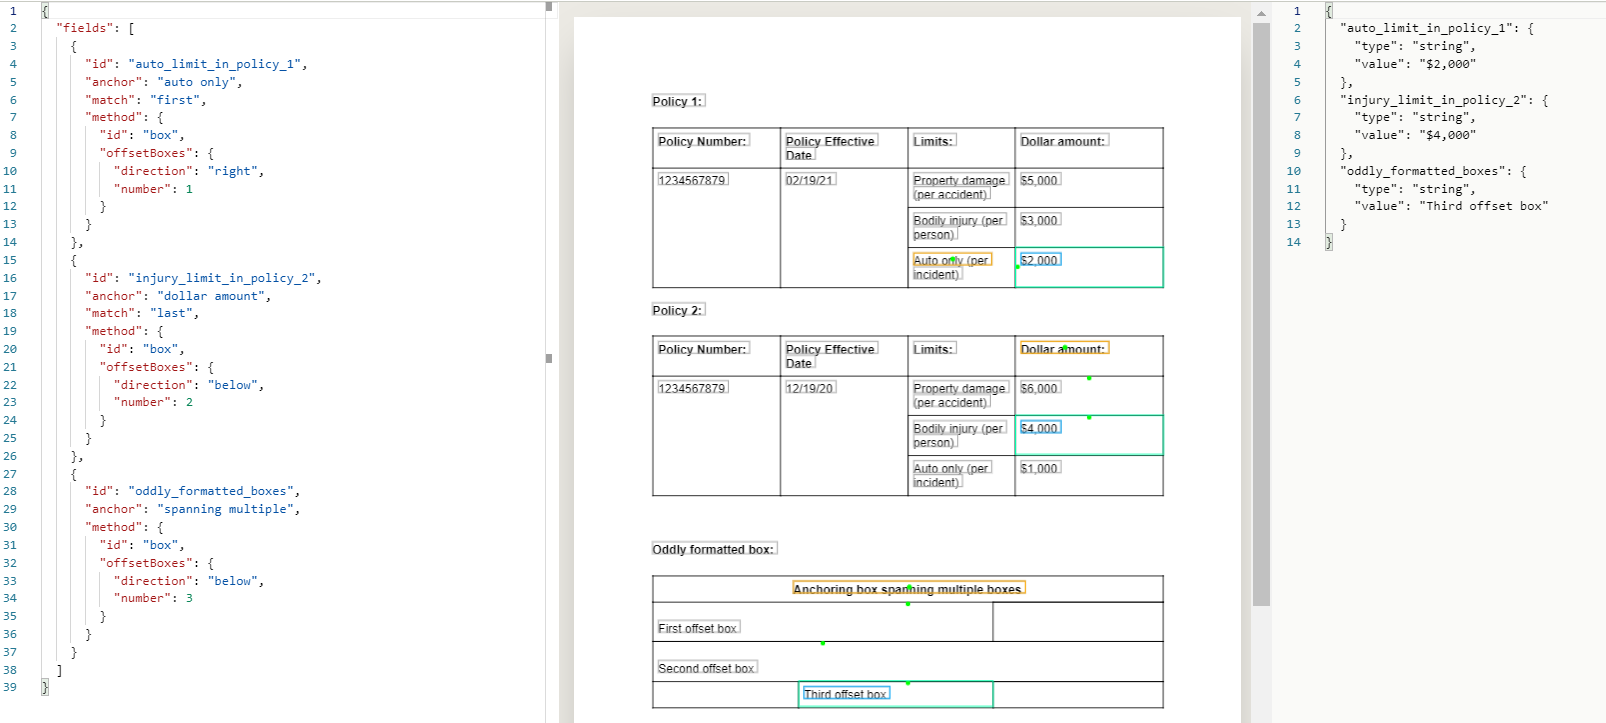 1 {
2 "fields": [
3 {
4 "id": "auto_limit_in_policy_1",
5 "anchor": "auto only",
6 "match": "first",
7 "method": {
8 "id": "box",
9 "offsetBoxes": {
10 "direction": "right",
11 "number": 1
12 }
13 }
14 },
15 {
16 "id": "injury_limit_in_policy_2",
17 "anchor": "dollar amount",
18 "match": "last",
19 "method": {
20 "id": "box",
21 "offsetBoxes": {
22 "direction": "below",
23 "number": 2
24 }
25 }
26 },
27 {
28 "id": "oddly_formatted_boxes",
29 "anchor": "spanning multiple",
30 "method": {
31 "id": "box",
32 "offsetBoxes": {
33 "direction": "below",
34 "number": 3
35 }
36 }
37 }
38 ]
39 }
Policy 1:
Policy Number: Policy Effective Limits: Dollar amount:
Date
1234567879 02/19/21 Property damage $5,000
(per accident)
Bodily injury (per $3,000
person)
Auto only (per $2,000
incident)
Policy 2:
Policy Number: Policy Effective Limits: Dollar amount:
Date
1234567879 12/19/20 Property damage $6,000
(per accident)
Bodily injury (per $4,000
person)
Auto only (per $1,000
incident)
Oddly formatted box:
Anchoring box spanning multiple boxes
First offset box
Second offset box
Third offset box
1 {
2 "auto_limit_in_policy_1": {
3 "type": "string",
4 "value": "$2,000"
5 },
6 "injury_limit_in_policy_2": {
7 "type": "string",
8 "value": "$4,000"
9 },
10 "oddly_formatted_boxes": {
11 "type": "string",
12 "value": "Third offset box"
13 }
14 }